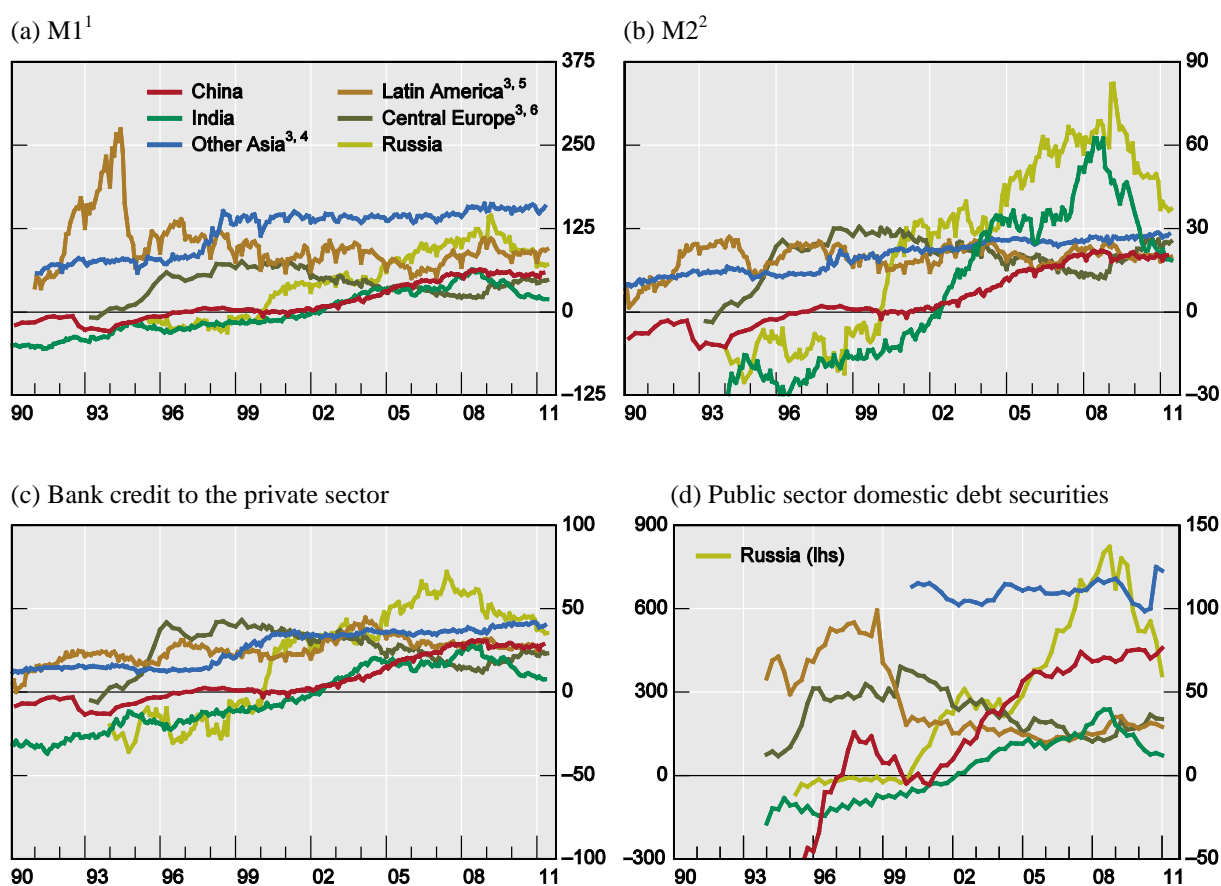 (a) M1¹
(b) M2²
375
250
125
0
–125
China
India
Other Asia³, ⁴
Latin America³, ⁵
Central Europe³, ⁶
Russia
90 93 96 99 02 05 08 11
90
60
30
0
–30
90 93 96 99 02 05 08 11
(c) Bank credit to the private sector
(d) Public sector domestic debt securities
100
50
0
–50
–100
90 93 96 99 02 05 08 11
900
600
300
0
–300
Russia (lhs)
150
100
50
0
–50
90 93 96 99 02 05 08 11